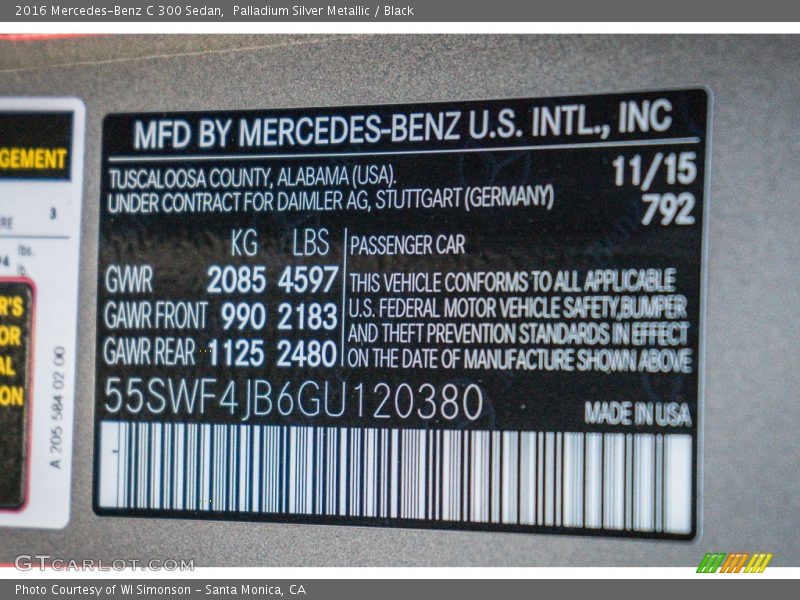 2016 Mercedes-Benz C 300 Sedan,  Palladium Silver Metallic / Black
GEMENT
3
lbs.
A 205 584 02 00
MFD BY MERCEDES-BENZ U.S. INTL., INC
TUSCALOOSA COUNTY, ALABAMA (USA).
11/15
UNDER CONTRACT FOR DAIMLER AG, STUTTGART (GERMANY)
792
KG LBS
PASSENGER CAR
GWR 2085 4597
GAWR FRONT 990 2183
GAWR REAR 1125 2480
THIS VEHICLE CONFORMS TO ALL APPLICABLE
U.S. FEDERAL MOTOR VEHICLE SAFETY,BUMPER
AND THEFT PREVENTION STANDARDS IN EFFECT
ON THE DATE OF MANUFACTURE SHOWN ABOVE
55SWF4JB6GU120380
MADE IN USA
GTCARLOT.COM
Photo Courtesy of WI Simonson - Santa Monica, CA